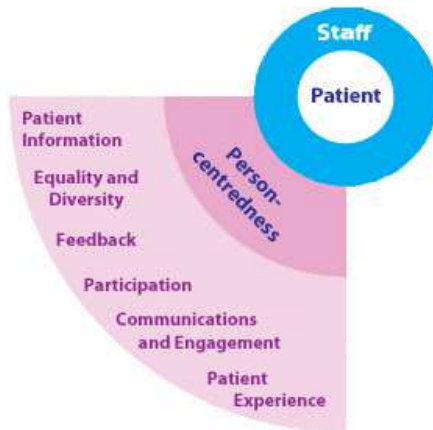 Staff
Patient
Person-
centredness
Patient
Information
Equality and
Diversity
Feedback
Participation
Communications
and Engagement
Patient
Experience